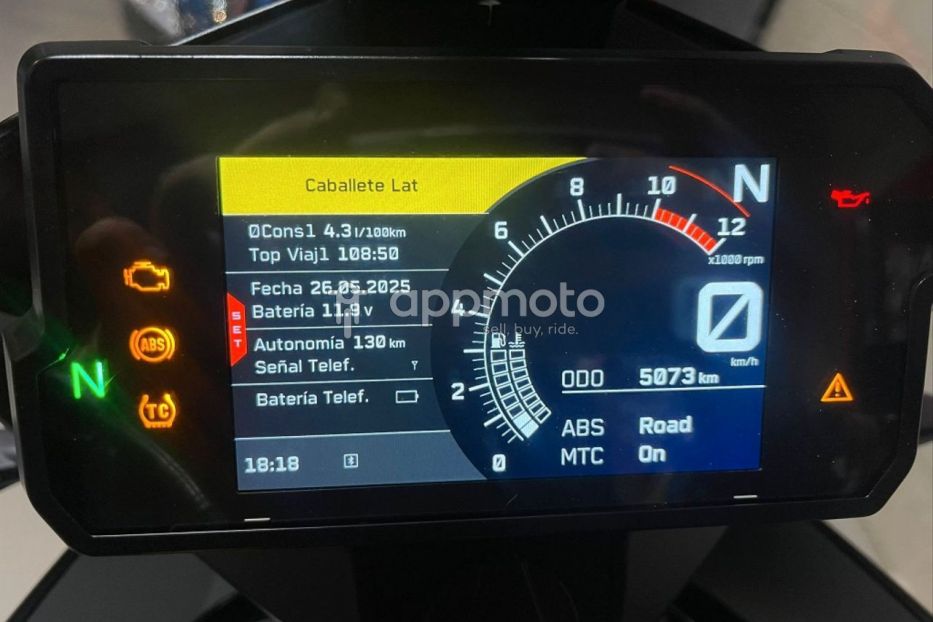 Caballete Lat
ØCons1 4.3 l/100km
Top Viaj1 108:50
Fecha 26.05.2025
Batería 11.9 V
Autonomía 130 km
Señal Telef.
Batería Telef.
18:18
SET
0
2
4
6
8
10
12
x1000 rpm
N
0
km/h
ODO 5073 km
ABS Road
MTC On
ABS
N
TC
appmoto
sell. buy, ride.